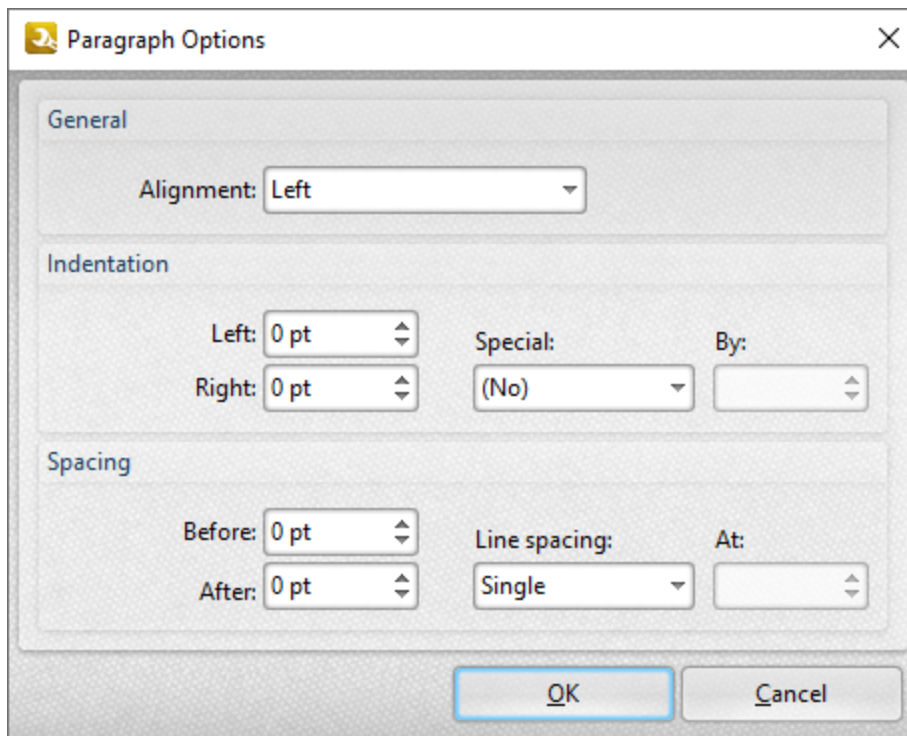 Paragraph Options
General
Alignment: Left
Indentation
Left: 0 pt
Right: 0 pt
Special: By:
(No)
Spacing
Before: 0 pt
After: 0 pt
Line spacing: At:
Single
OK Cancel